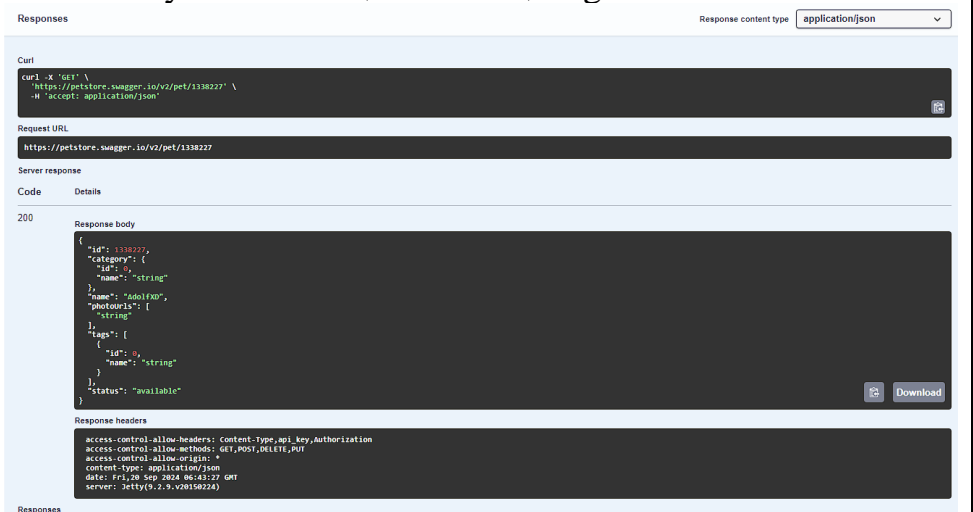 Responses
Response content type application/json
Curl
curl -X 'GET' \
  'https://petstore.swagger.io/v2/pet/1338227' \
  -H 'accept: application/json'
Request URL
https://petstore.swagger.io/v2/pet/1338227
Server response
Code Details
200
Response body
{
  "id": 1338227,
  "category": {
    "id": 0,
    "name": "string"
  },
  "name": "AdolfXD",
  "photoUrls": [
    "string"
  ],
  "tags": [
    {
      "id": 0,
      "name": "string"
    }
  ],
  "status": "available"
}
Download
Response headers
access-control-allow-headers: Content-Type,api_key,Authorization
access-control-allow-methods: GET,POST,DELETE,PUT
access-control-allow-origin: *
content-type: application/json
date: Fri,20 Sep 2024 06:43:27 GMT
server: Jetty(9.2.9.v20150224)
Responses